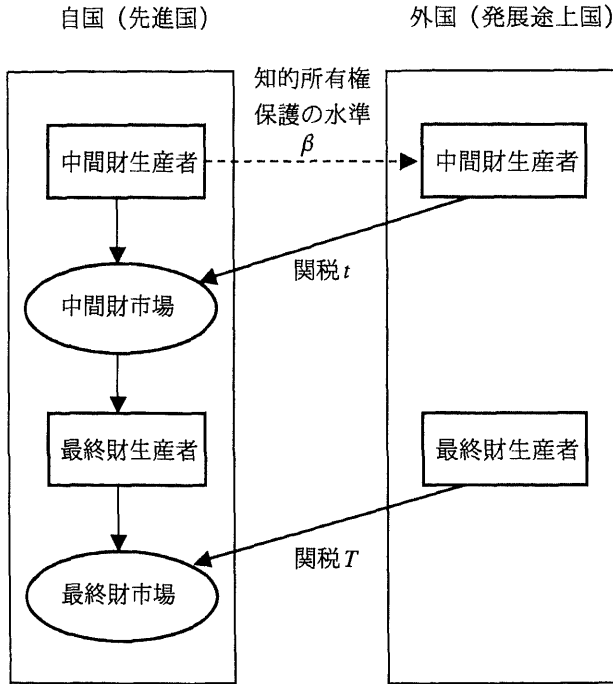 自国（先進国）
外国（発展途上国）
知的所有権
保護の水準
β
中間財生産者
中間財生産者
関税t
中間財市場
最終財生産者
最終財生産者
関税T
最終財市場